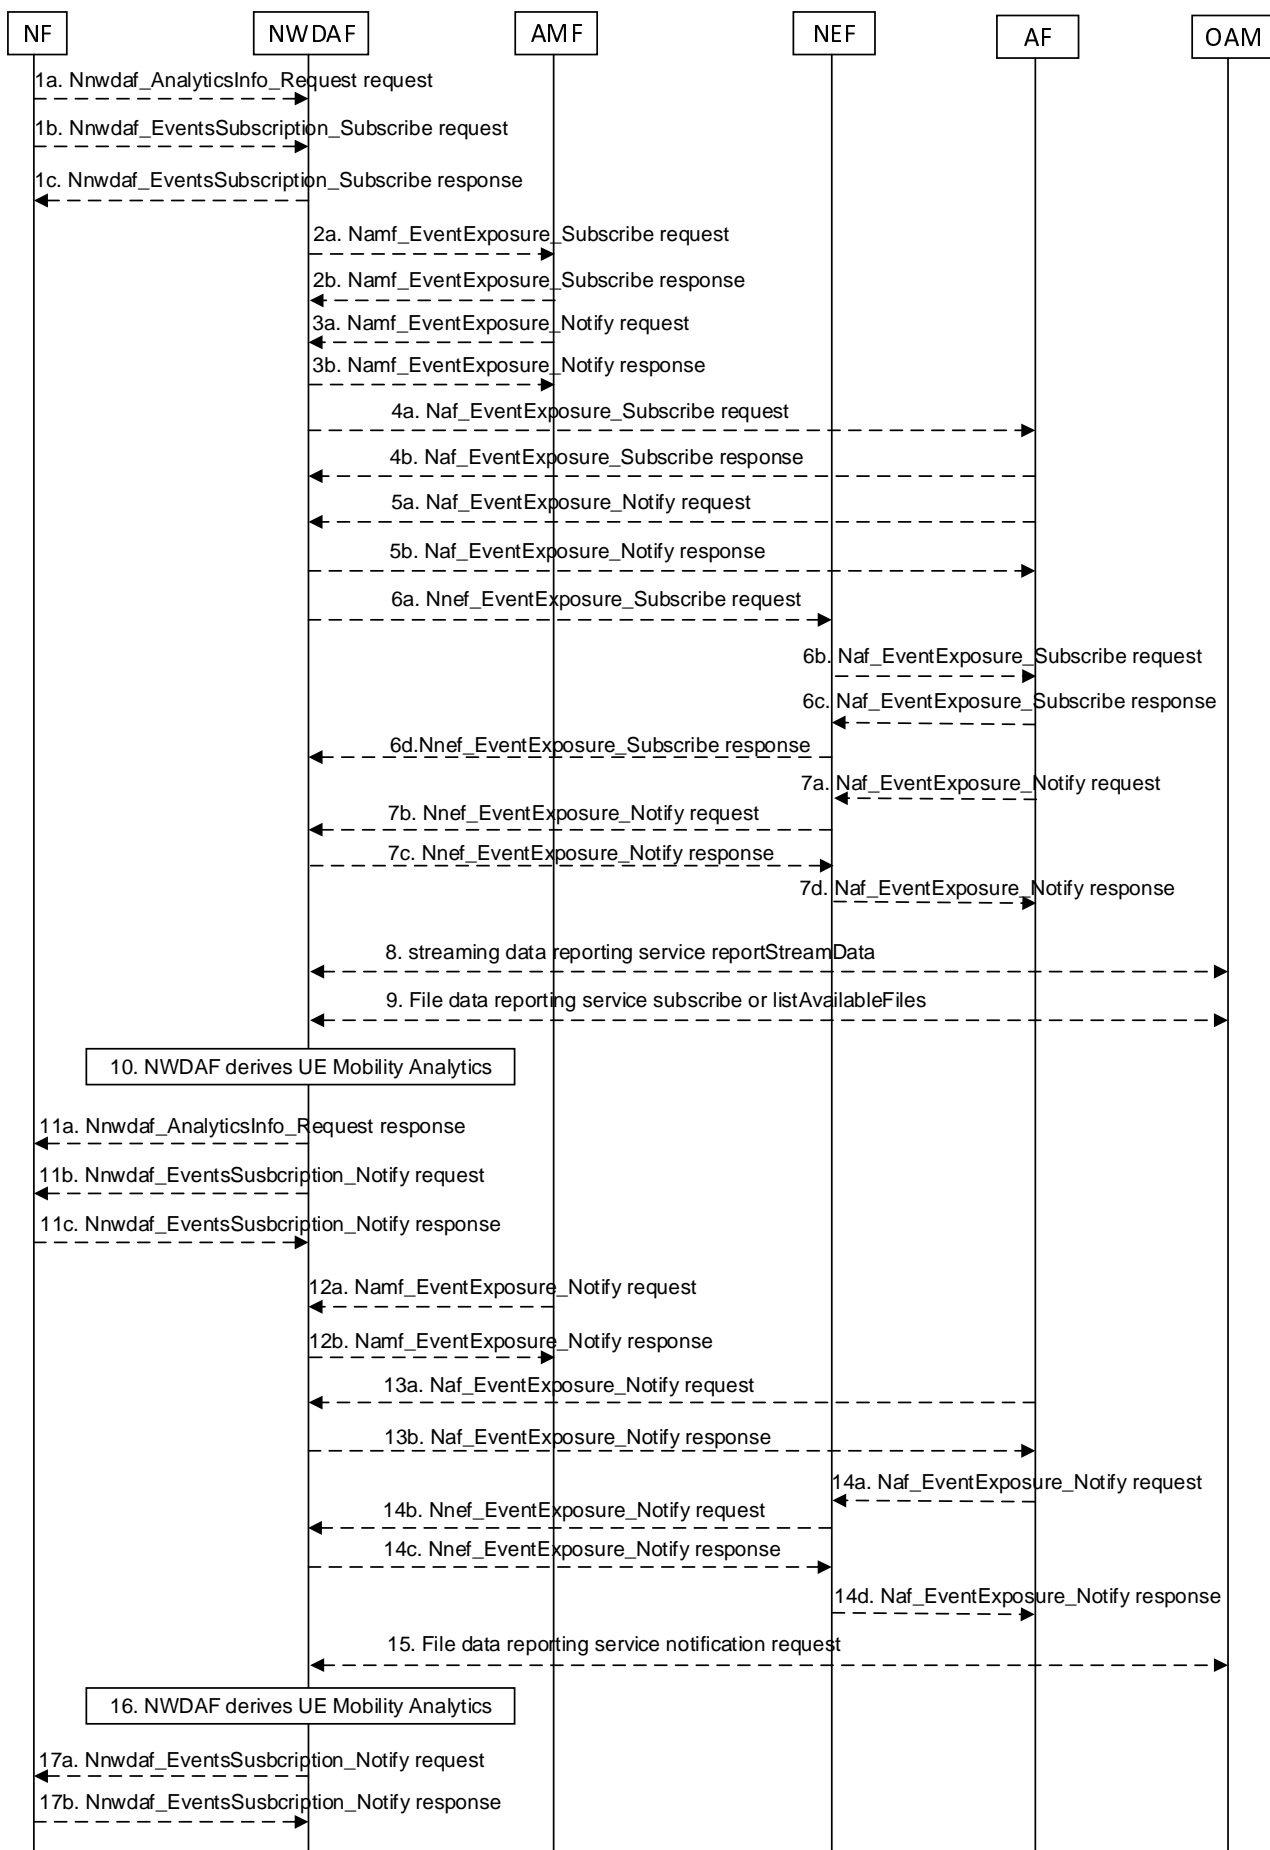 NF
NWDAF
AMF
NEF
AF
OAM
1a. Nnwdaf_AnalyticsInfo_Request request
1b. Nnwdaf_EventsSubscription_Subscribe request
1c. Nnwdaf_EventsSubscription_Subscribe response
2a. Namf_EventExposure_Subscribe request
2b. Namf_EventExposure_Subscribe response
3a. Namf_EventExposure_Notify request
3b. Namf_EventExposure_Notify response
4a. Naf_EventExposure_Subscribe request
4b. Naf_EventExposure_Subscribe response
5a. Naf_EventExposure_Notify request
5b. Naf_EventExposure_Notify response
6a. Nnef_EventExposure_Subscribe request
6b. Naf_EventExposure_Subscribe request
6c. Naf_EventExposure_Subscribe response
6d.Nnef_EventExposure_Subscribe response
7a. Naf_EventExposure_Notify request
7b. Nnef_EventExposure_Notify request
7c. Nnef_EventExposure_Notify response
7d. Naf_EventExposure_Notify response
8. streaming data reporting service reportStreamData
9. File data reporting service subscribe or listAvailableFiles
10. NWDAF derives UE Mobility Analytics
11a. Nnwdaf_AnalyticsInfo_Request response
11b. Nnwdaf_EventsSusbcription_Notify request
11c. Nnwdaf_EventsSusbcription_Notify response
12a. Namf_EventExposure_Notify request
12b. Namf_EventExposure_Notify response
13a. Naf_EventExposure_Notify request
13b. Naf_EventExposure_Notify response
14a. Naf_EventExposure_Notify request
14b. Nnef_EventExposure_Notify request
14c. Nnef_EventExposure_Notify response
14d. Naf_EventExposure_Notify response
15. File data reporting service notification request
16. NWDAF derives UE Mobility Analytics
17a. Nnwdaf_EventsSusbcription_Notify request
17b. Nnwdaf_EventsSusbcription_Notify response